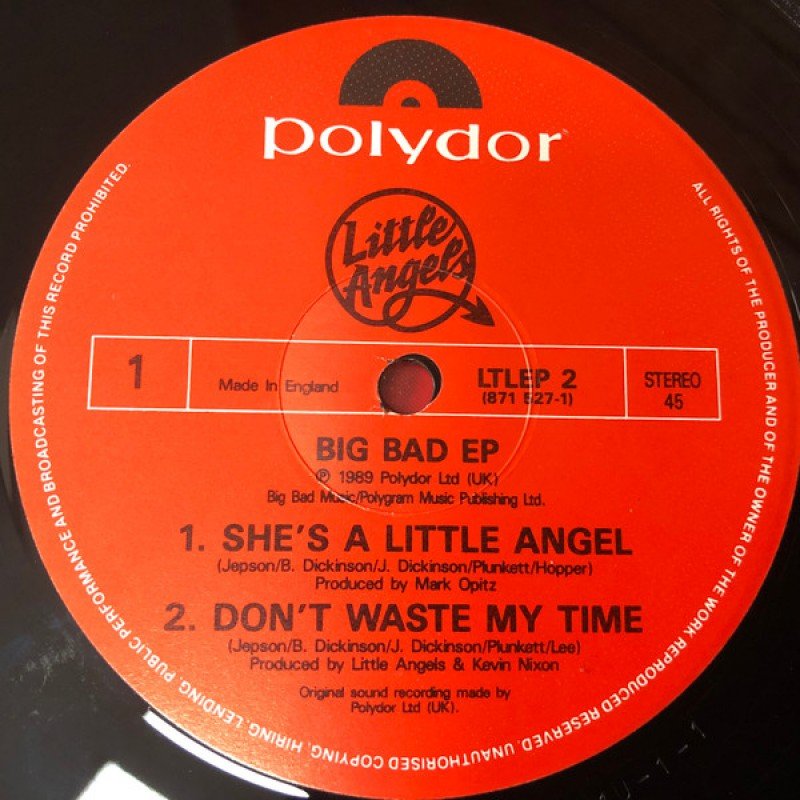 polydor
Little
Angels
1
Made In England
LTLEP 2
(871 527-1)
STEREO
45
BIG BAD EP
℗ 1989 Polydor Ltd (UK)
Big Bad Music/Polygram Music Publishing Ltd.
1. SHE'S A LITTLE ANGEL
(Jepson/B. Dickinson/J. Dickinson/Plunkett/Hopper)
Produced by Mark Opitz
2. DON'T WASTE MY TIME
(Jepson/B. Dickinson/J. Dickinson/Plunkett/Lee)
Produced by Little Angels & Kevin Nixon
Original sound recording made by
Polydor Ltd (UK).
ALL RIGHTS OF THE PRODUCER AND OF THE OWNER OF THE WORK REPRODUCED RESERVED. UNAUTHORISED COPYING, HIRING, LENDING, PUBLIC PERFORMANCE AND BROADCASTING OF THIS RECORD PROHIBITED.